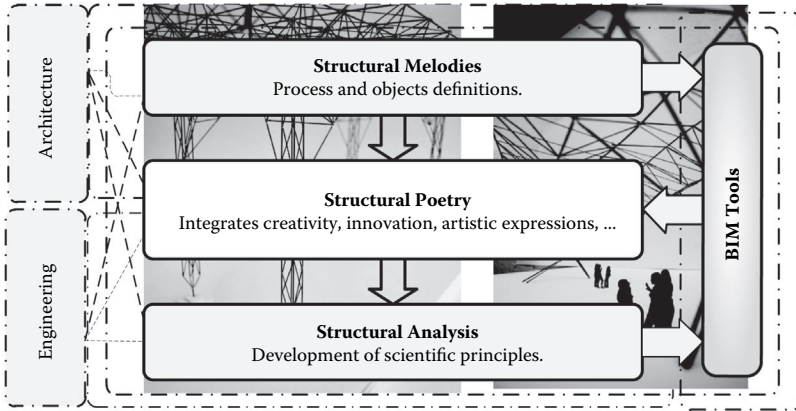 Architecture
Engineering
Structural Melodies
Process and objects definitions.
Structural Poetry
Integrates creativity, innovation, artistic expressions, ...
Structural Analysis
Development of scientific principles.
BIM Tools